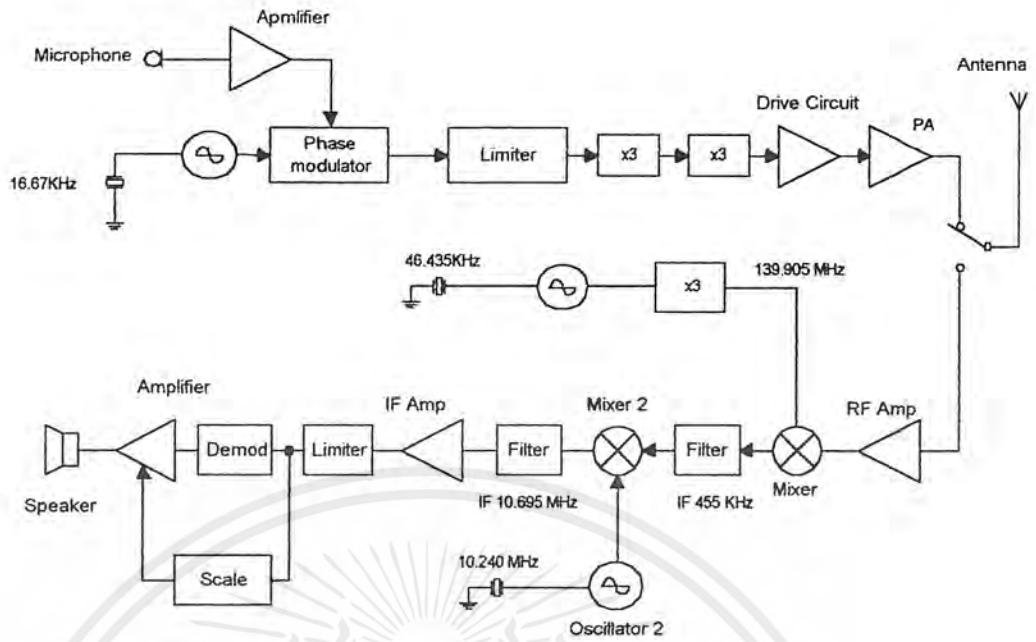 Apmlifier
Microphone
Antenna
Drive Circuit
PA
Phase
modulator
Limiter
x3
x3
16.67KHz
46.435KHz
139.905 MHz
x3
Amplifier
IF Amp
Mixer 2
RF Amp
Demod
Limiter
Filter
Filter
Mixer
Speaker
IF 10.695 MHz
IF 455 KHz
Scale
10.240 MHz
Oscillator 2